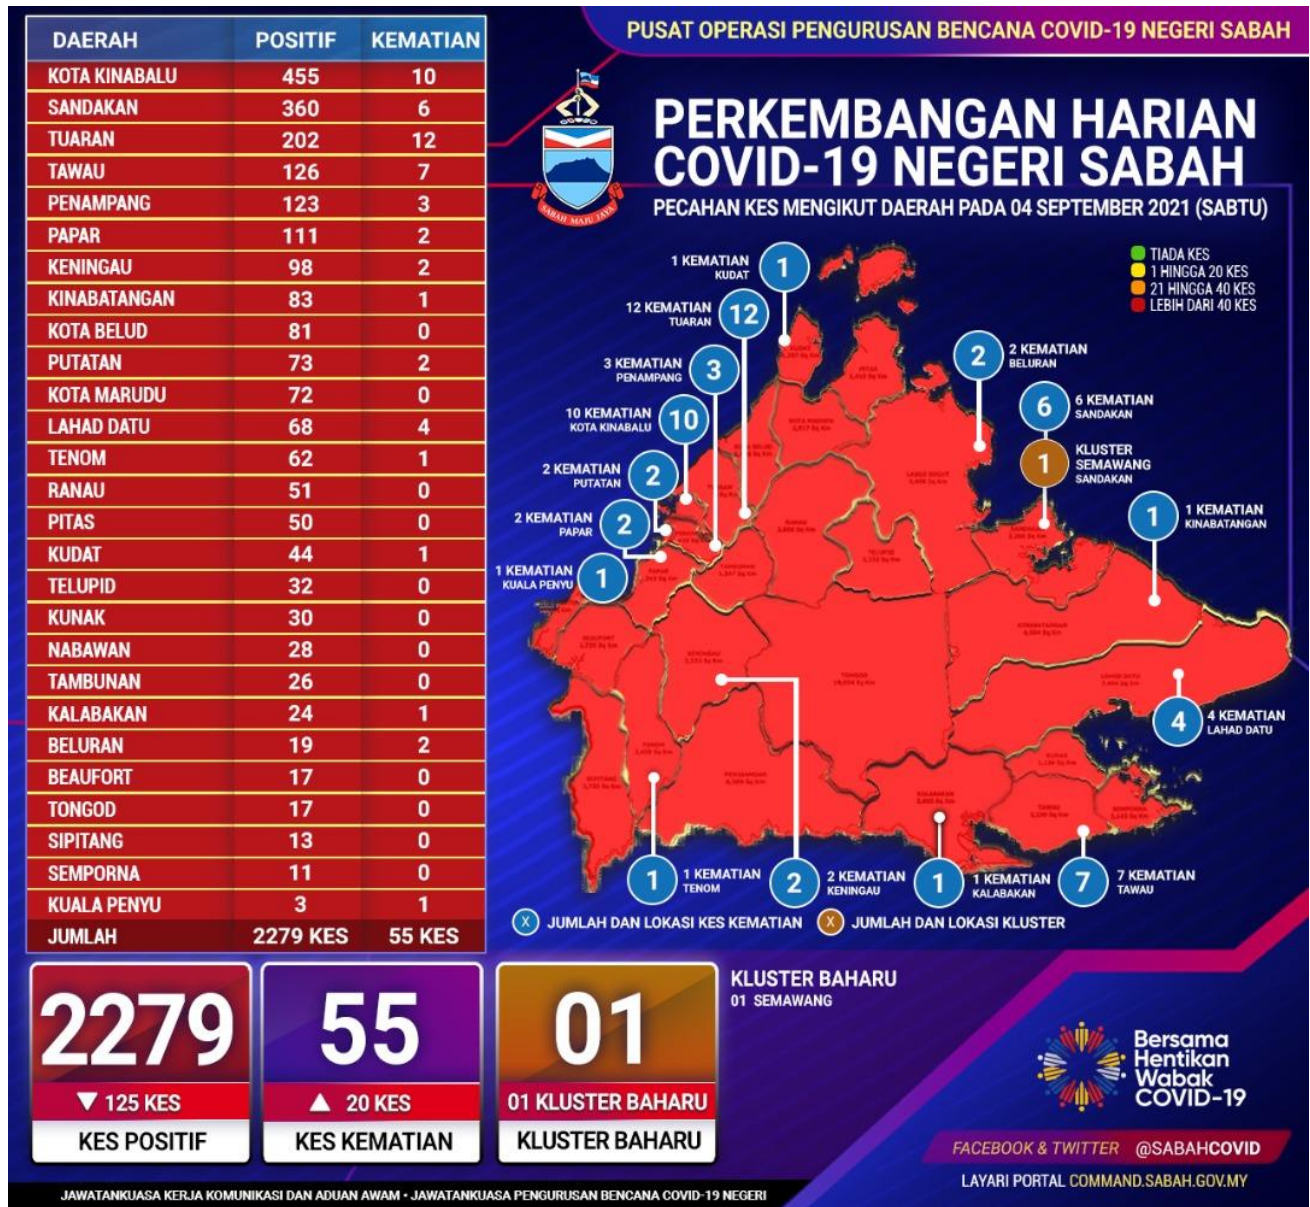 PUSAT OPERASI PENGURUSAN BENCANA COVID-19 NEGERI SABAH
PERKEMBANGAN HARIAN
COVID-19 NEGERI SABAH
PECAHAN KES MENGIKUT DAERAH PADA 04 SEPTEMBER 2021 (SABTU)
SABAH MAJU JAYA
DAERAH POSITIF KEMATIAN
KOTA KINABALU 455 10
SANDAKAN 360 6
TUARAN 202 12
TAWAU 126 7
PENAMPANG 123 3
PAPAR 111 2
KENINGAU 98 2
KINABATANGAN 83 1
KOTA BELUD 81 0
PUTATAN 73 2
KOTA MARUDU 72 0
LAHAD DATU 68 4
TENOM 62 1
RANAU 51 0
PITAS 50 0
KUDAT 44 1
TELUPID 32 0
KUNAK 30 0
NABAWAN 28 0
TAMBUNAN 26 0
KALABAKAN 24 1
BELURAN 19 2
BEAUFORT 17 0
TONGOD 17 0
SIPITANG 13 0
SEMPORNA 11 0
KUALA PENYU 3 1
JUMLAH 2279 KES 55 KES
TIADA KES
1 HINGGA 20 KES
21 HINGGA 40 KES
LEBIH DARI 40 KES
1 KEMATIAN
KUDAT
1
12 KEMATIAN
TUARAN
12
3 KEMATIAN
PENAMPANG
3
10 KEMATIAN
KOTA KINABALU
10
2 KEMATIAN
PUTATAN
2
2 KEMATIAN
PAPAR
2
1 KEMATIAN
KUALA PENYU
1
2
2 KEMATIAN
BELURAN
6
6 KEMATIAN
SANDAKAN
1
KLUSTER
SEMAWANG
SANDAKAN
1
1 KEMATIAN
KINABATANGAN
4
4 KEMATIAN
LAHAD DATU
1
1 KEMATIAN
TENOM
2
2 KEMATIAN
KENINGAU
1
1 KEMATIAN
KALABAKAN
7
7 KEMATIAN
TAWAU
X JUMLAH DAN LOKASI KES KEMATIAN X JUMLAH DAN LOKASI KLUSTER
2279
▼ 125 KES
KES POSITIF
55
▲ 20 KES
KES KEMATIAN
01
01 KLUSTER BAHARU
KLUSTER BAHARU
KLUSTER BAHARU
01 SEMAWANG
Bersama
Hentikan
Wabak
COVID-19
FACEBOOK & TWITTER @SABAHCOVID
LAYARI PORTAL COMMAND.SABAH.GOV.MY
JAWATANKUASA KERJA KOMUNIKASI DAN ADUAN AWAM • JAWATANKUASA PENGURUSAN BENCANA COVID-19 NEGERI